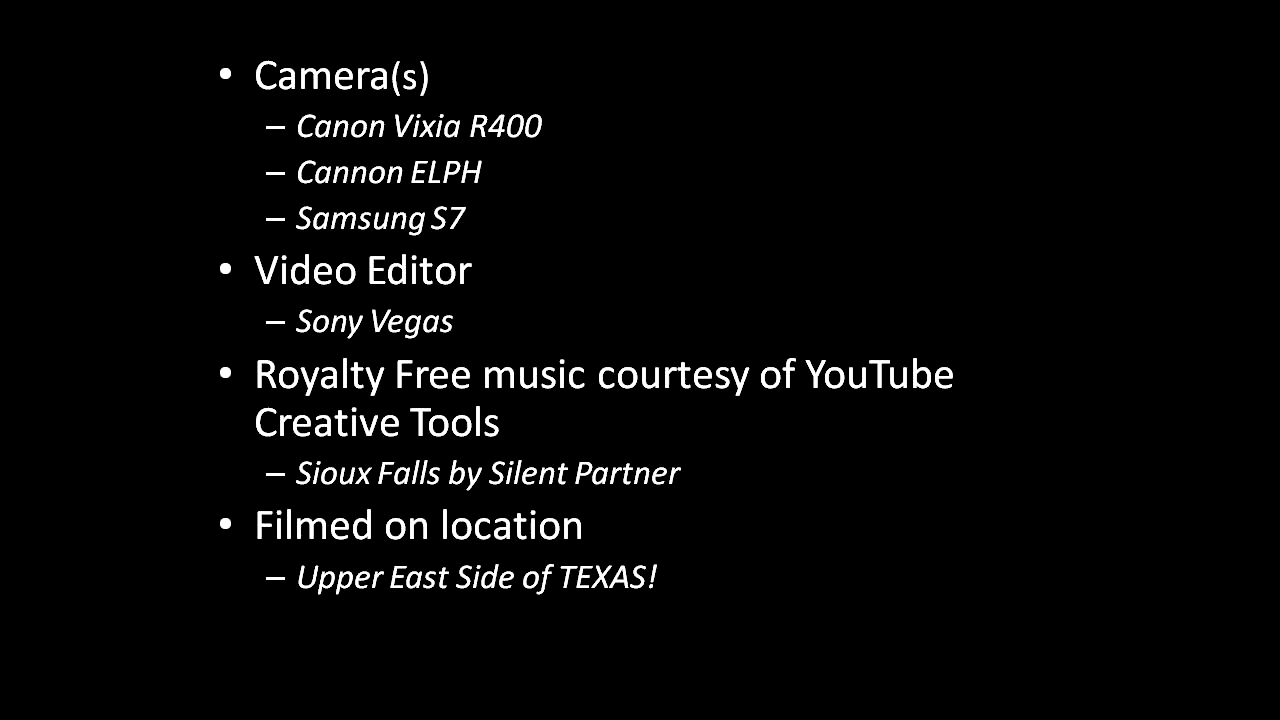 • Camera(s)
– Canon Vixia R400
– Cannon ELPH
– Samsung S7
• Video Editor
– Sony Vegas
• Royalty Free music courtesy of YouTube
Creative Tools
– Sioux Falls by Silent Partner
• Filmed on location
– Upper East Side of TEXAS!